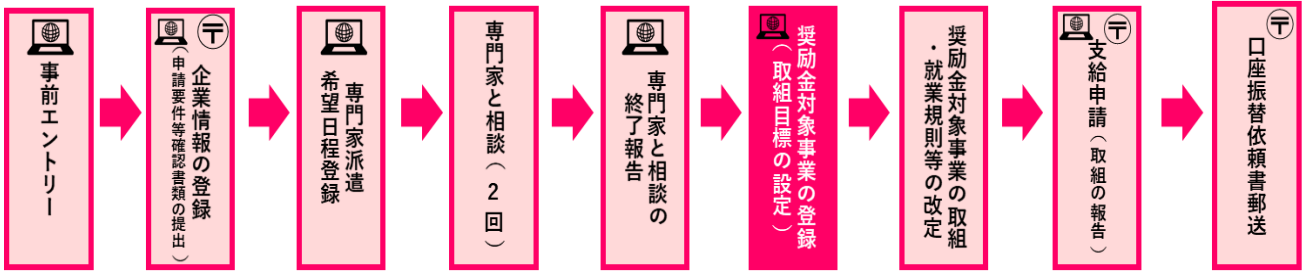 事前エントリー
〒
企業情報の登録
（申請要件等確認書類の提出）
専門家派遣
希望日程登録
専門家と相談（２回）
専門家と相談の
終了報告
奨励金対象事業の登録
（取組目標の設定）
奨励金対象事業の取組
・就業規則等の改定
〒
支給申請（取組の報告）
〒
口座振替依頼書郵送